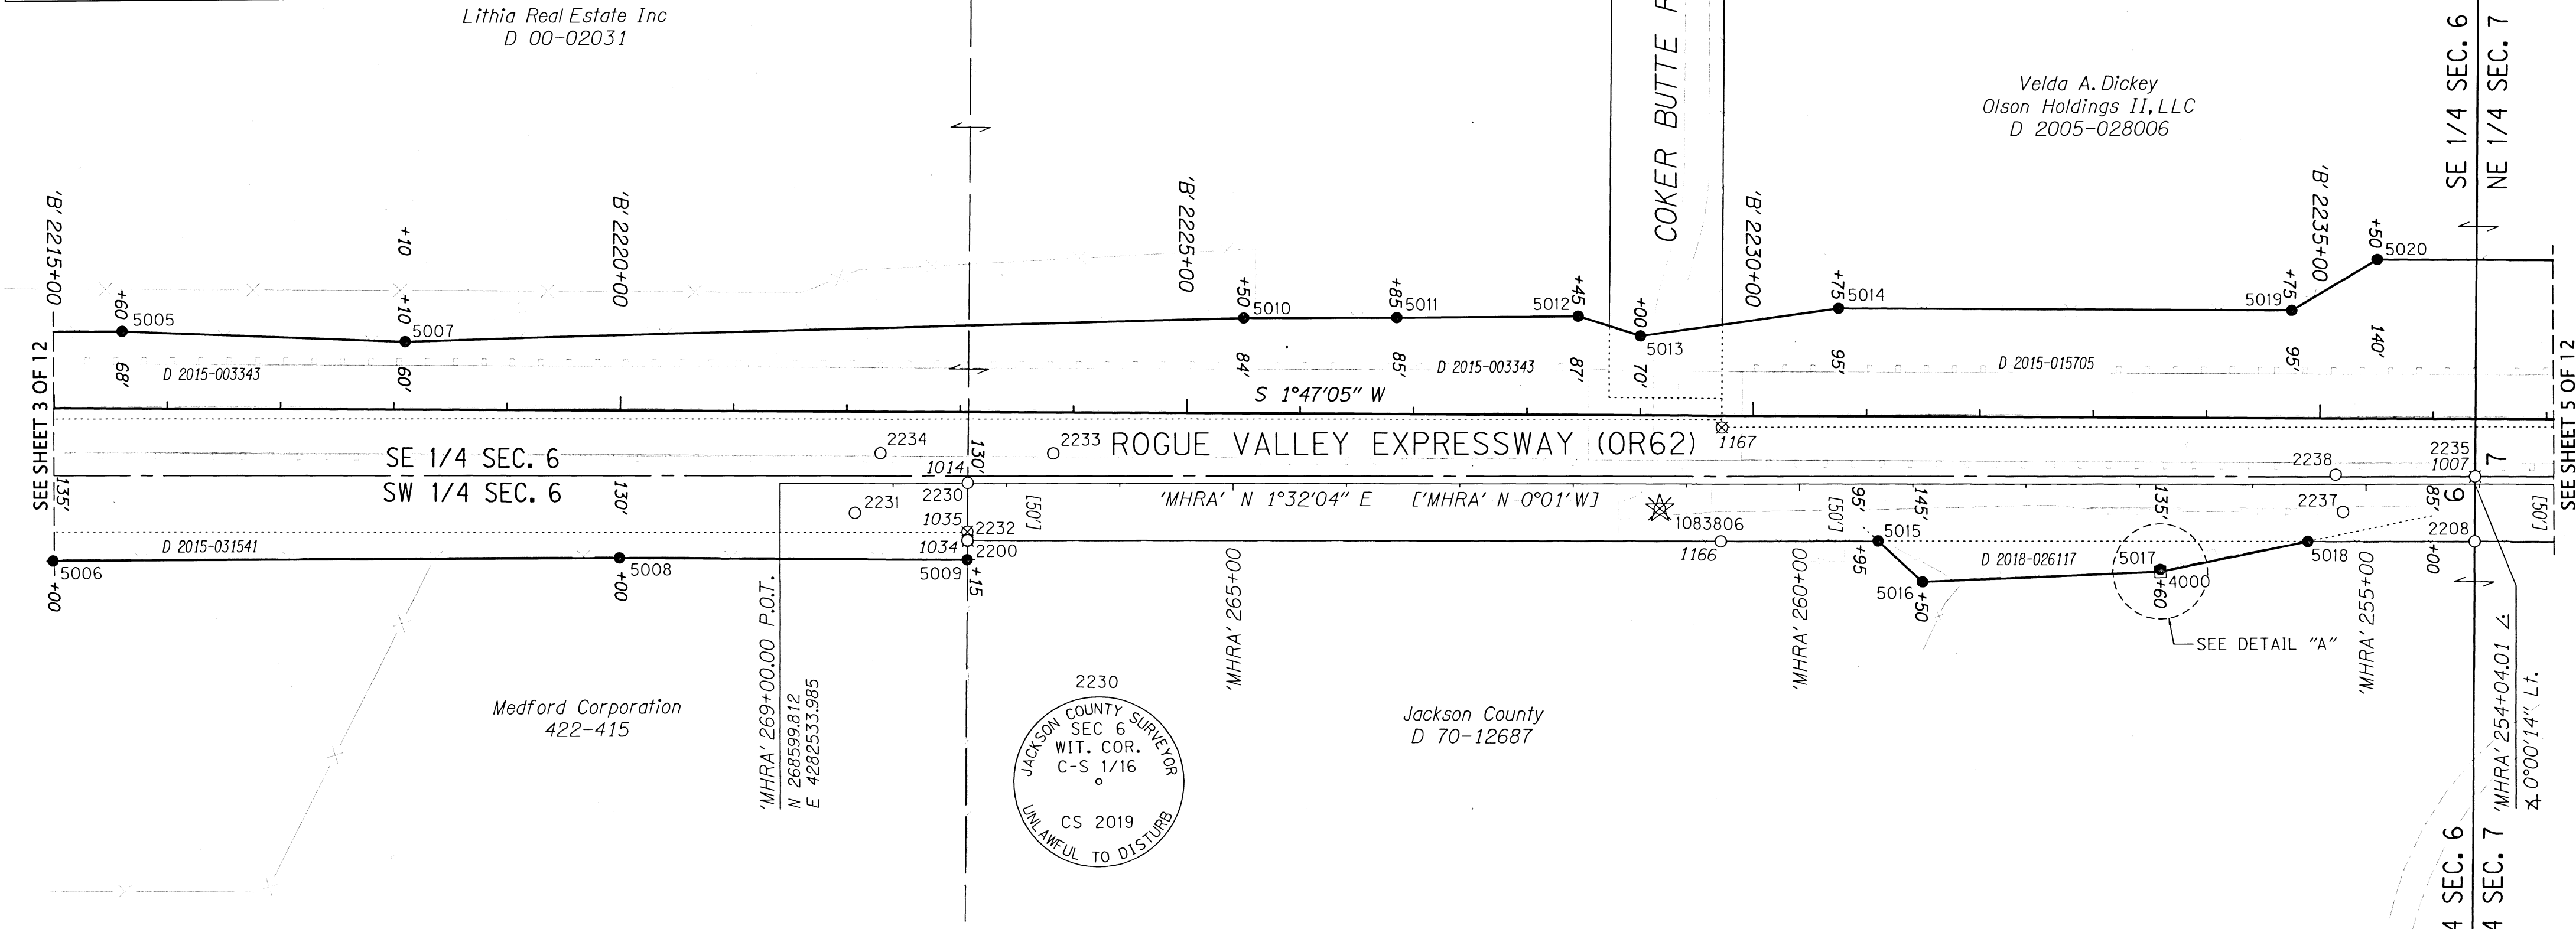 Lithia Real Estate Inc
D 00-02031
COKER BUTTE
Velda A. Dickey
Olson Holdings II, LLC
D 2005-028006
SE 1/4 SEC. 6
NE 1/4 SEC. 7
'B' 2215+00
+10
'B' 2220+00
'B' 2225+00
'B' 2230+00
'B' 2235+00
+60
5005
+10
5007
+50
5010
+85
5011
5012
+45
+00
5013
+75
5014
5019
+75
+50
5020
SEE SHEET 3 OF 12
68'
D 2015-003343
60'
84'
85'
D 2015-003343
87'
70'
95'
D 2015-015705
95'
140'
SEE SHEET 5 OF 12
S 1°47'05" W
ROGUE VALLEY EXPRESSWAY (OR62)
1167
2234
2233
SE 1/4 SEC. 6
SW 1/4 SEC. 6
1014
130'
2230
2231
1035
2232
1034
2200
[50']
'MHRA' N 1°32'04" E ['MHRA' N 0°01' W]
1083806
1166
[50']
95'
145'
135'
2238
2237
2235
1007
7
6
85'
2208
[50']
135'
130'
D 2015-031541
5006
+00
5008
+00
5009
+15
5015
+95
5016
+50
D 2018-026117
5017
4000
+60
5018
+00
SEE DETAIL "A"
'MHRA' 269+00.00 P.O.T.
N 268599.812
E 4282533.985
'MHRA' 265+00
'MHRA' 260+00
'MHRA' 255+00
'MHRA' 254+04.01 ∠
∡ 0°00'14" Lt.
Medford Corporation
422-415
2230
JACKSON COUNTY SURVEYOR
SEC 6
WIT. COR.
C-S 1/16
CS 2019
UNLAWFUL TO DISTURB
Jackson County
D 70-12687
4 SEC. 6
4 SEC. 7